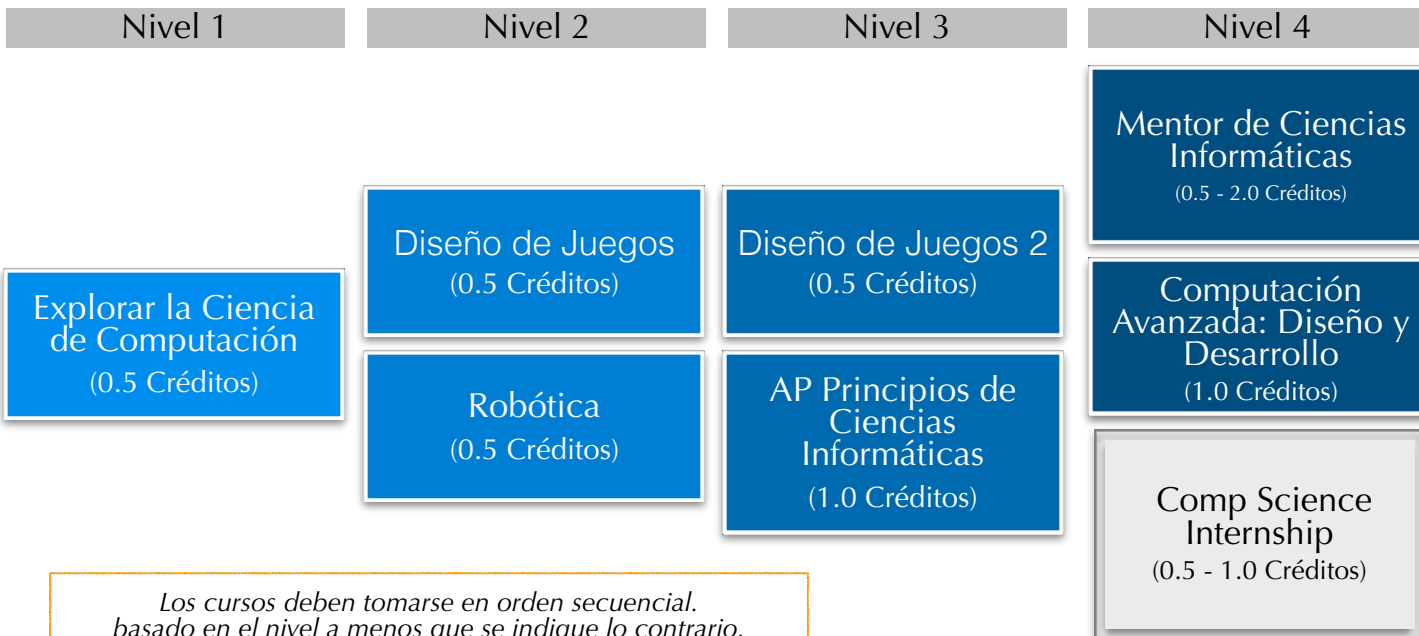 Nivel 1
Nivel 2
Nivel 3
Nivel 4
Explorar la Ciencia
de Computación
(0.5 Créditos)
Diseño de Juegos
(0.5 Créditos)
Robótica
(0.5 Créditos)
Diseño de Juegos 2
(0.5 Créditos)
AP Principios de
Ciencias
Informáticas
(1.0 Créditos)
Mentor de Ciencias
Informáticas
(0.5 - 2.0 Créditos)
Computación
Avanzada: Diseño y
Desarrollo
(1.0 Créditos)
Comp Science
Internship
(0.5 - 1.0 Créditos)
Los cursos deben tomarse en orden secuencial.
basado en el nivel a menos que se indique lo contrario.